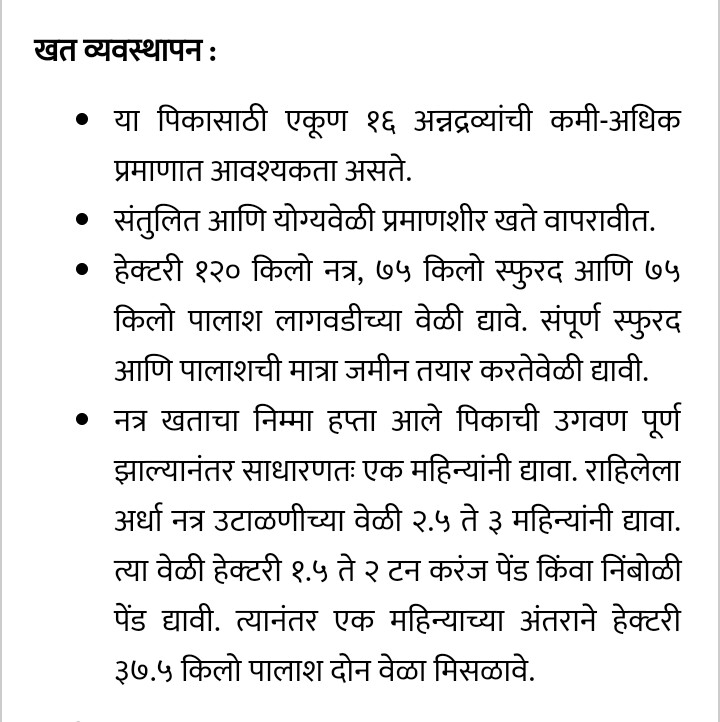 खत व्यवस्थापन :
• या पिकासाठी एकूण १६ अन्नद्रव्यांची कमी-अधिक
प्रमाणात आवश्यकता असते.
• संतुलित आणि योग्यवेळी प्रमाणशीर खते वापरावीत.
• हेक्टरी १२० किलो नत्र, ७५ किलो स्फुरद आणि ७५
किलो पालाश लागवडीच्या वेळी द्यावे. संपूर्ण स्फुरद
आणि पालाशची मात्रा जमीन तयार करतेवेळी द्यावी.
• नत्र खताचा निम्मा हप्ता आले पिकाची उगवण पूर्ण
झाल्यानंतर साधारणतः एक महिन्यांनी द्यावा. राहिलेला
अर्धा नत्र उटाळणीच्या वेळी २.५ ते ३ महिन्यांनी द्यावा.
त्या वेळी हेक्टरी १.५ ते २ टन करंज पेंड किंवा निंबोळी
पेंड द्यावी. त्यानंतर एक महिन्याच्या अंतराने हेक्टरी
३७.५ किलो पालाश दोन वेळा मिसळावे.